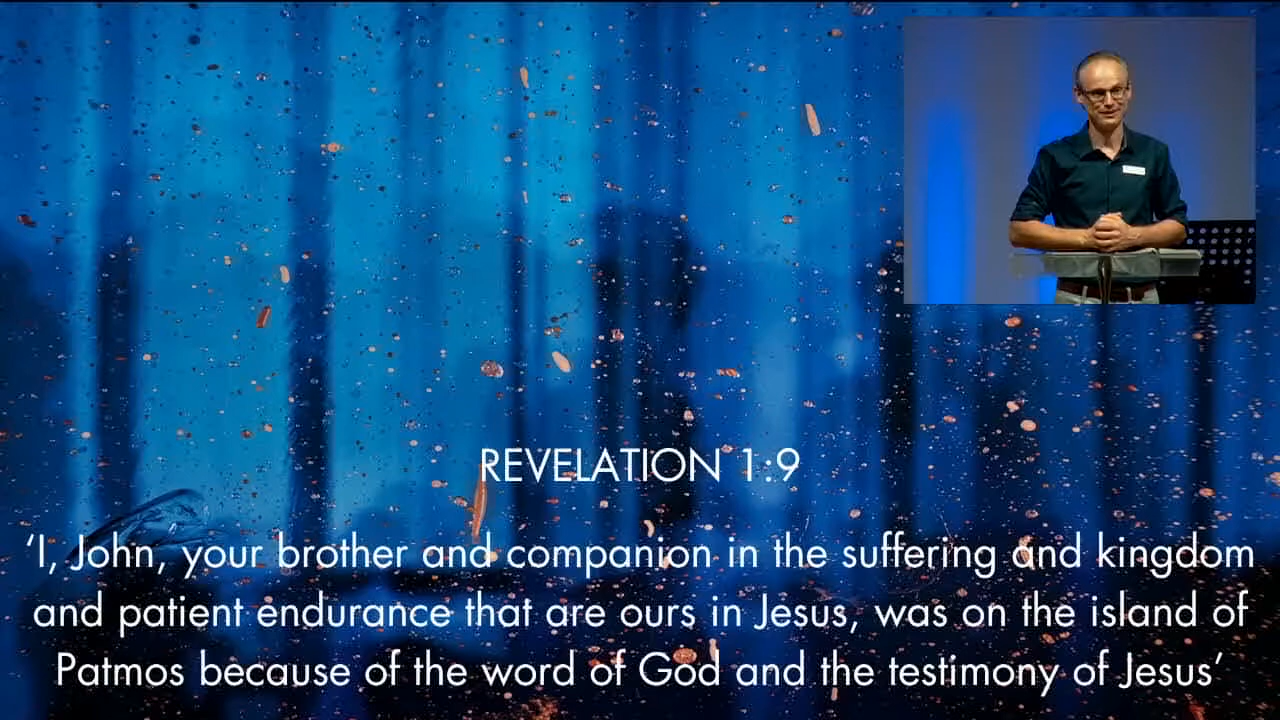 REVELATION 1:9
‘I, John, your brother and companion in the suffering and kingdom
and patient endurance that are ours in Jesus, was on the island of
Patmos because of the word of God and the testimony of Jesus’